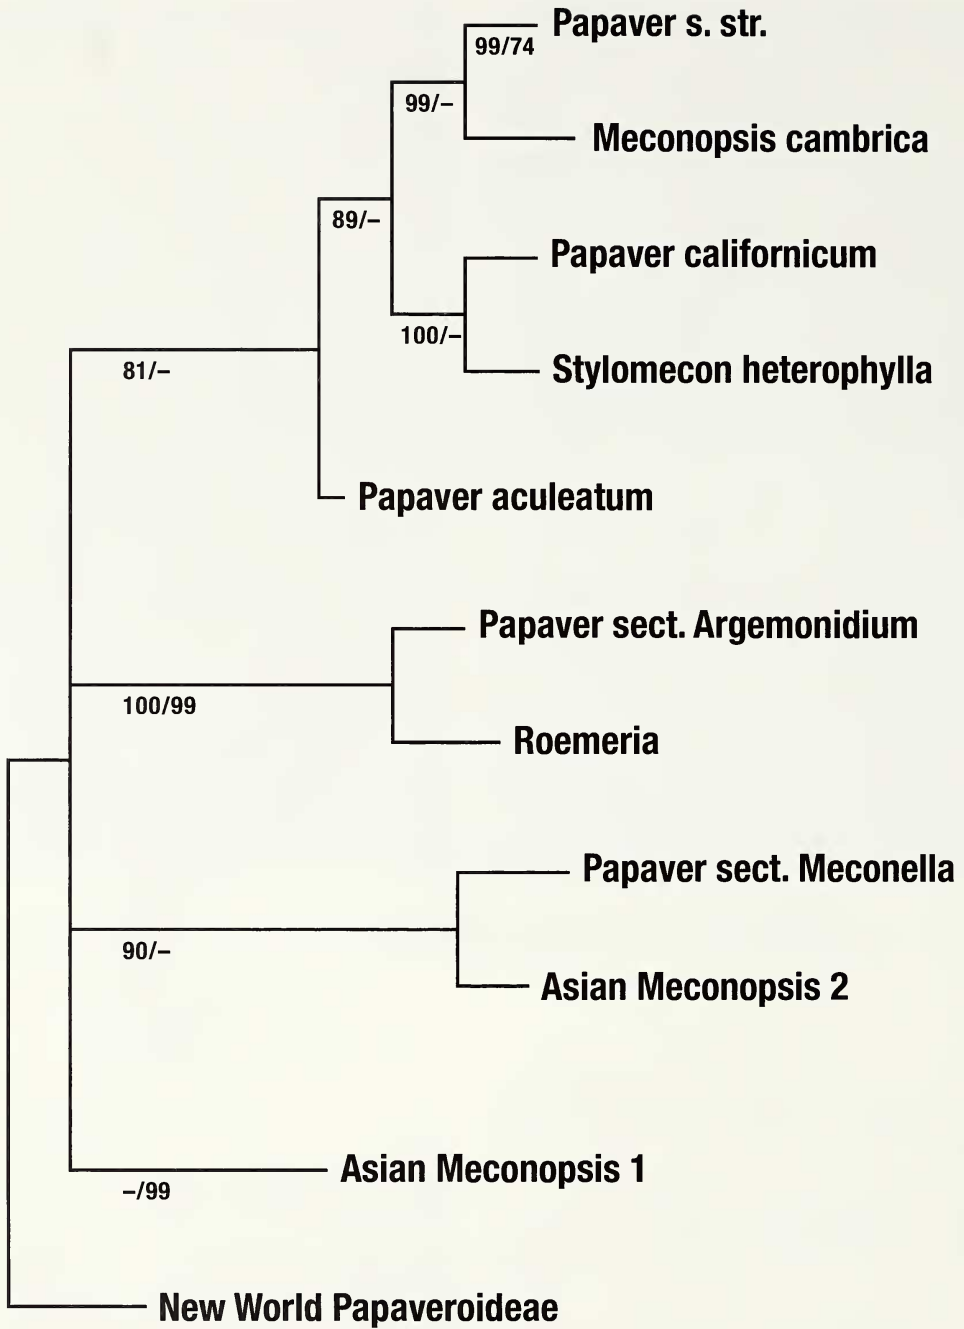 Papaver s. str.
99/74
99/–
Meconopsis cambrica
89/–
Papaver californicum
100/–
Stylomecon heterophylla
81/–
Papaver aculeatum
Papaver sect. Argemonidium
100/99
Roemeria
Papaver sect. Meconella
90/–
Asian Meconopsis 2
Asian Meconopsis 1
–/99
New World Papaveroideae